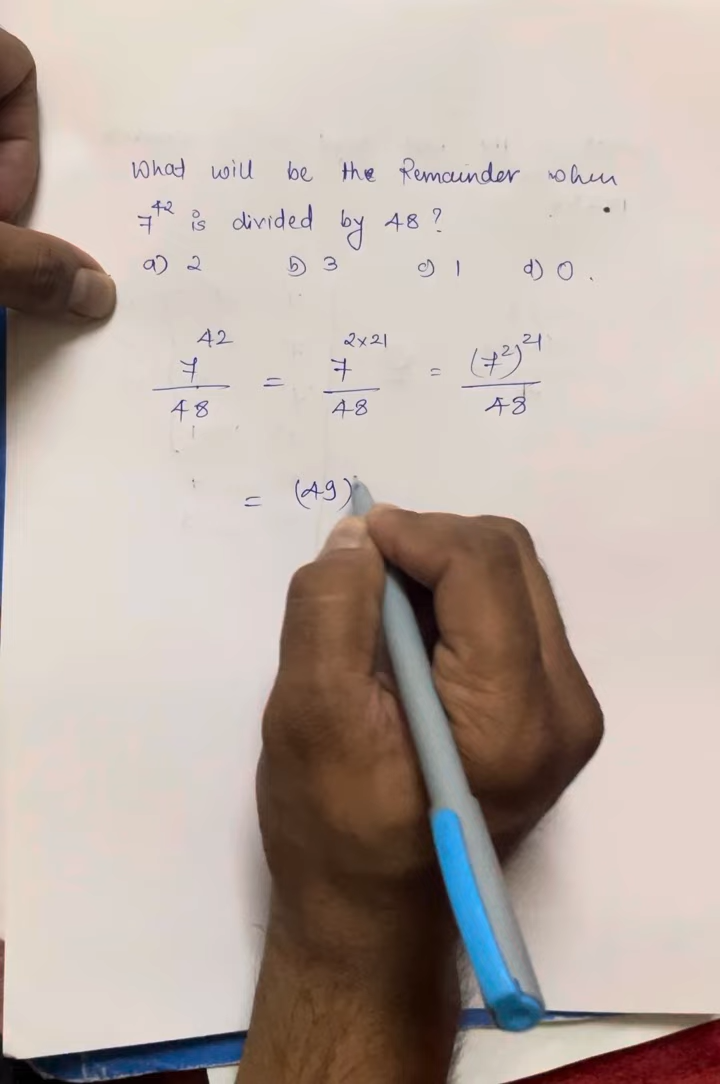 What will be the Remainder when
7^42 is divided by 48?
a) 2 b) 3 c) 1 d) 0.
7^42/48 = 7^2×21/48 = (7^2)^21/48
= (49)